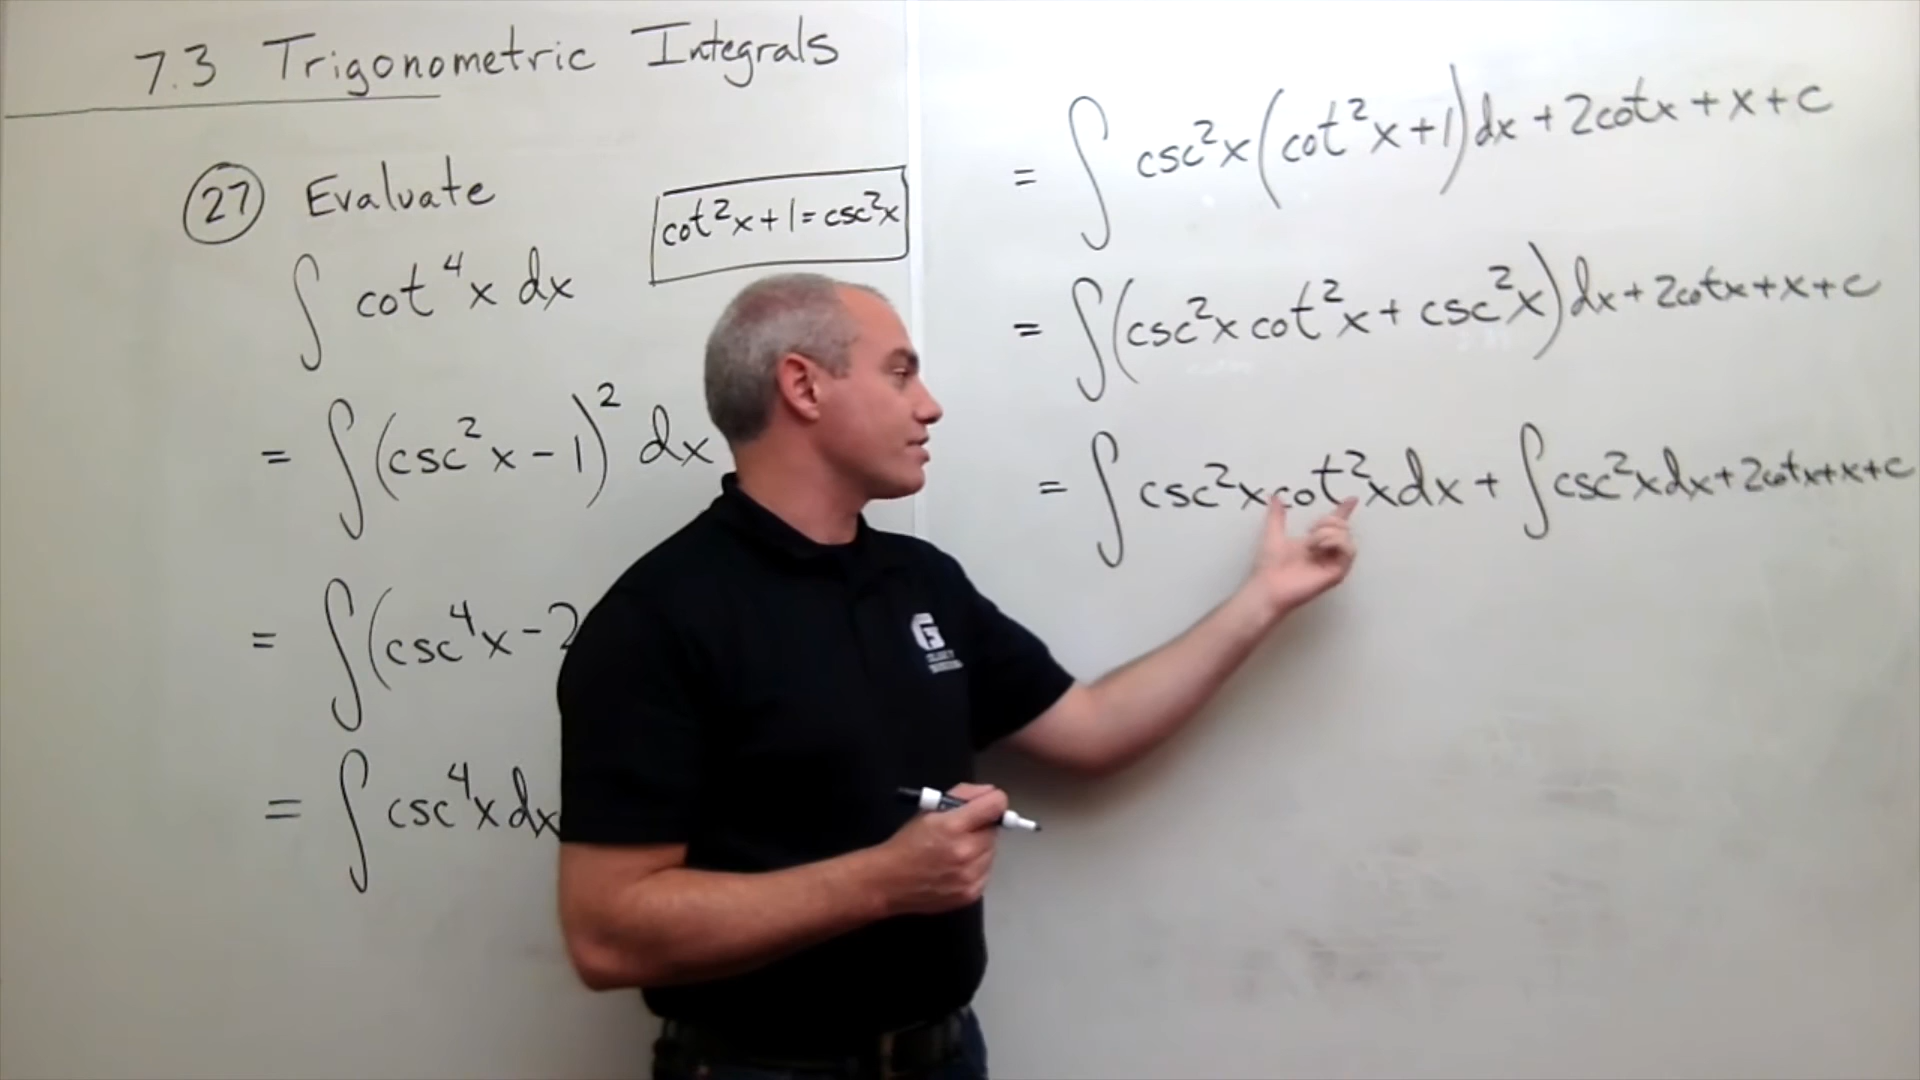 7.3 Trigonometric Integrals
27 Evaluate
cot²x+1=csc²x
∫ cot⁴x dx
= ∫(csc²x-1)² dx
= ∫(csc⁴x-2
= ∫ csc⁴x dx
= ∫ csc²x(cot²x+1)dx+2cotx+x+c
= ∫(csc²x cot²x+csc²x)dx+2cotx+x+c
= ∫ csc²x cot²x dx + ∫ csc²x dx+2cotx+x+c